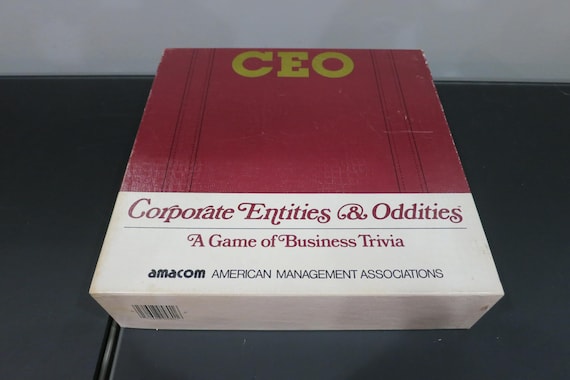 CEO
Corporate Entities & Oddities
A Game of Business Trivia
amacom AMERICAN MANAGEMENT ASSOCIATIONS